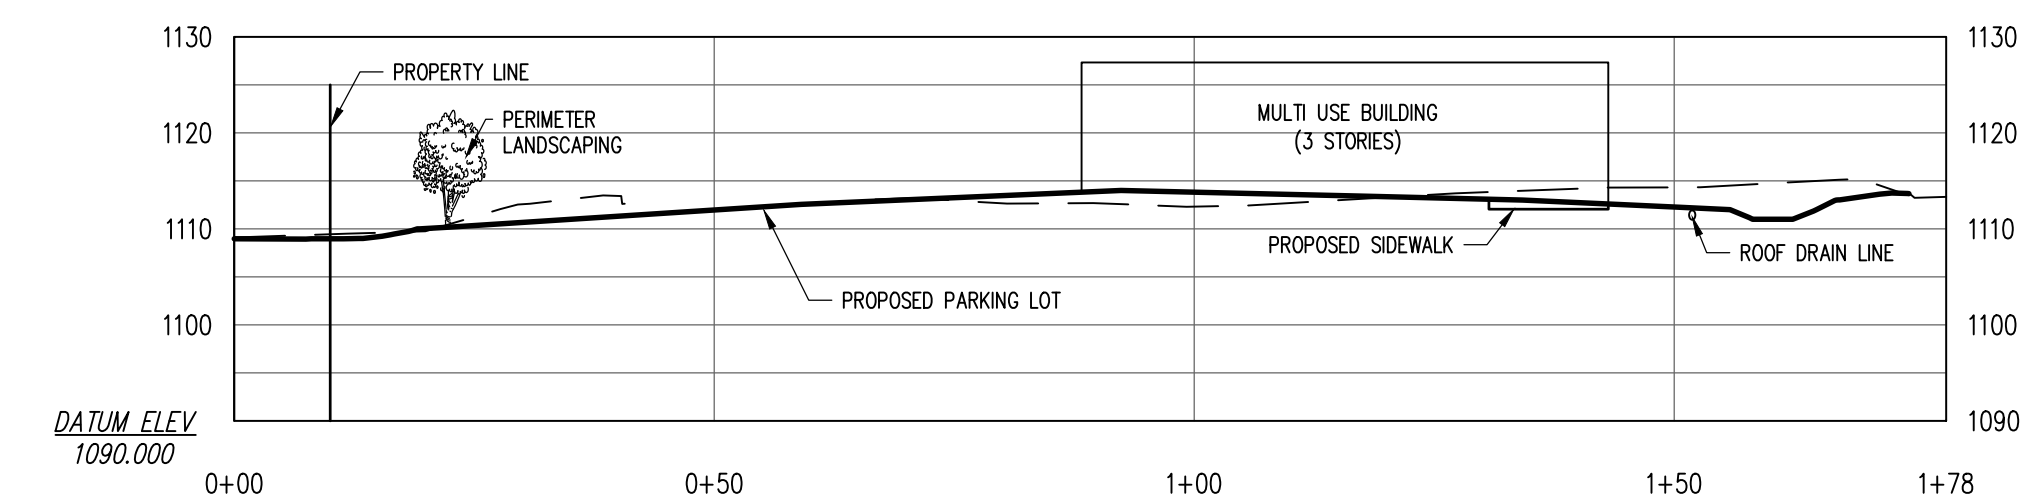 1130
1130
PROPERTY LINE
PERIMETER
LANDSCAPING
MULTI USE BUILDING
(3 STORIES)
1120
1120
1110
1110
PROPOSED SIDEWALK
ROOF DRAIN LINE
PROPOSED PARKING LOT
1100
1100
DATUM ELEV
1090.000
1090
0+00
0+50
1+00
1+50
1+78